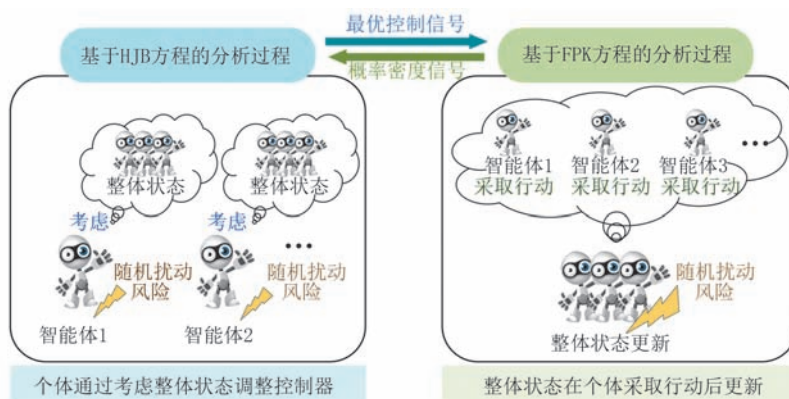 最优控制信号
基于HJB方程的分析过程
基于FPK方程的分析过程
概率密度信号
整体状态
整体状态
考虑
考虑
随机扰动
风险
随机扰动
风险
智能体1
智能体2
个体通过考虑整体状态调整控制器
智能体1
智能体2
智能体3
采取行动
采取行动
采取行动
随机扰动
风险
整体状态更新
整体状态在个体采取行动后更新